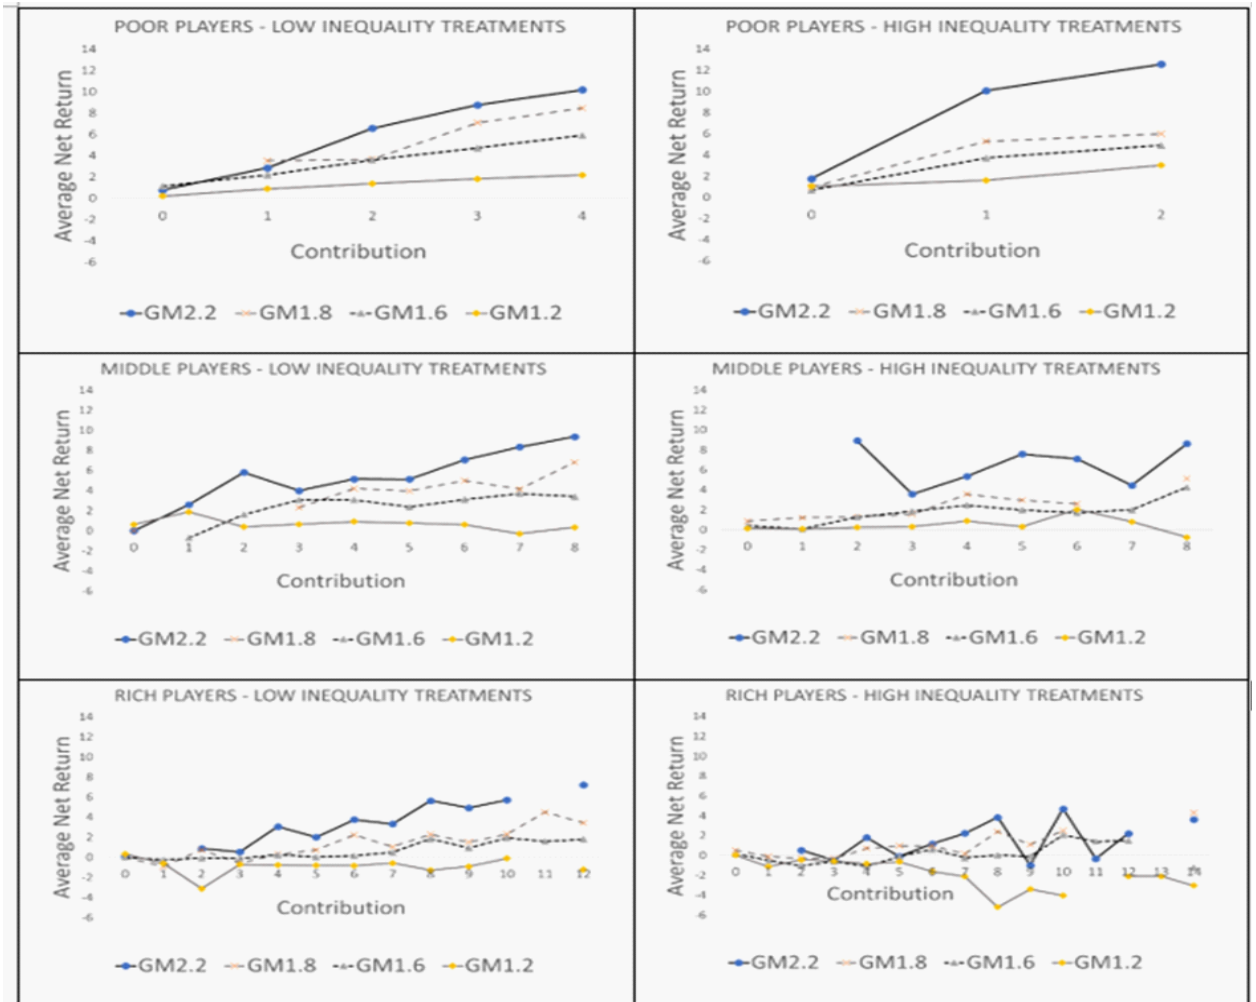 POOR PLAYERS - LOW INEQUALITY TREATMENTS
14
12
10
8
6
4
2
0
-2
-4
-6
Average Net Return
0 1 2 3 4
Contribution
GM2.2 GM1.8 GM1.6 GM1.2
POOR PLAYERS - HIGH INEQUALITY TREATMENTS
14
12
10
8
6
4
2
0
-2
-4
-6
Average Net Return
0 1 2
Contribution
GM2.2 GM1.8 GM1.6 GM1.2
MIDDLE PLAYERS - LOW INEQUALITY TREATMENTS
14
12
10
8
6
4
2
0
-2
-4
-6
Average Net Return
0 1 2 3 4 5 6 7 8
Contribution
GM2.2 GM1.8 GM1.6 GM1.2
MIDDLE PLAYERS - HIGH INEQUALITY TREATMENTS
14
12
10
8
6
4
2
0
-2
-4
-6
Average Net Return
0 1 2 3 4 5 6 7 8
Contribution
GM2.2 GM1.8 GM1.6 GM1.2
RICH PLAYERS - LOW INEQUALITY TREATMENTS
14
12
10
8
6
4
2
0
-2
-4
-6
Average Net Return
0 1 2 3 4 5 6 7 8 9 10 11 12
Contribution
GM2.2 GM1.8 GM1.6 GM1.2
RICH PLAYERS - HIGH INEQUALITY TREATMENTS
14
12
10
8
6
4
2
0
-2
-4
-6
Average Net Return
0 1 2 3 4 5 6 7 8 9 10 11 12 13 14
Contribution
GM2.2 GM1.8 GM1.6 GM1.2